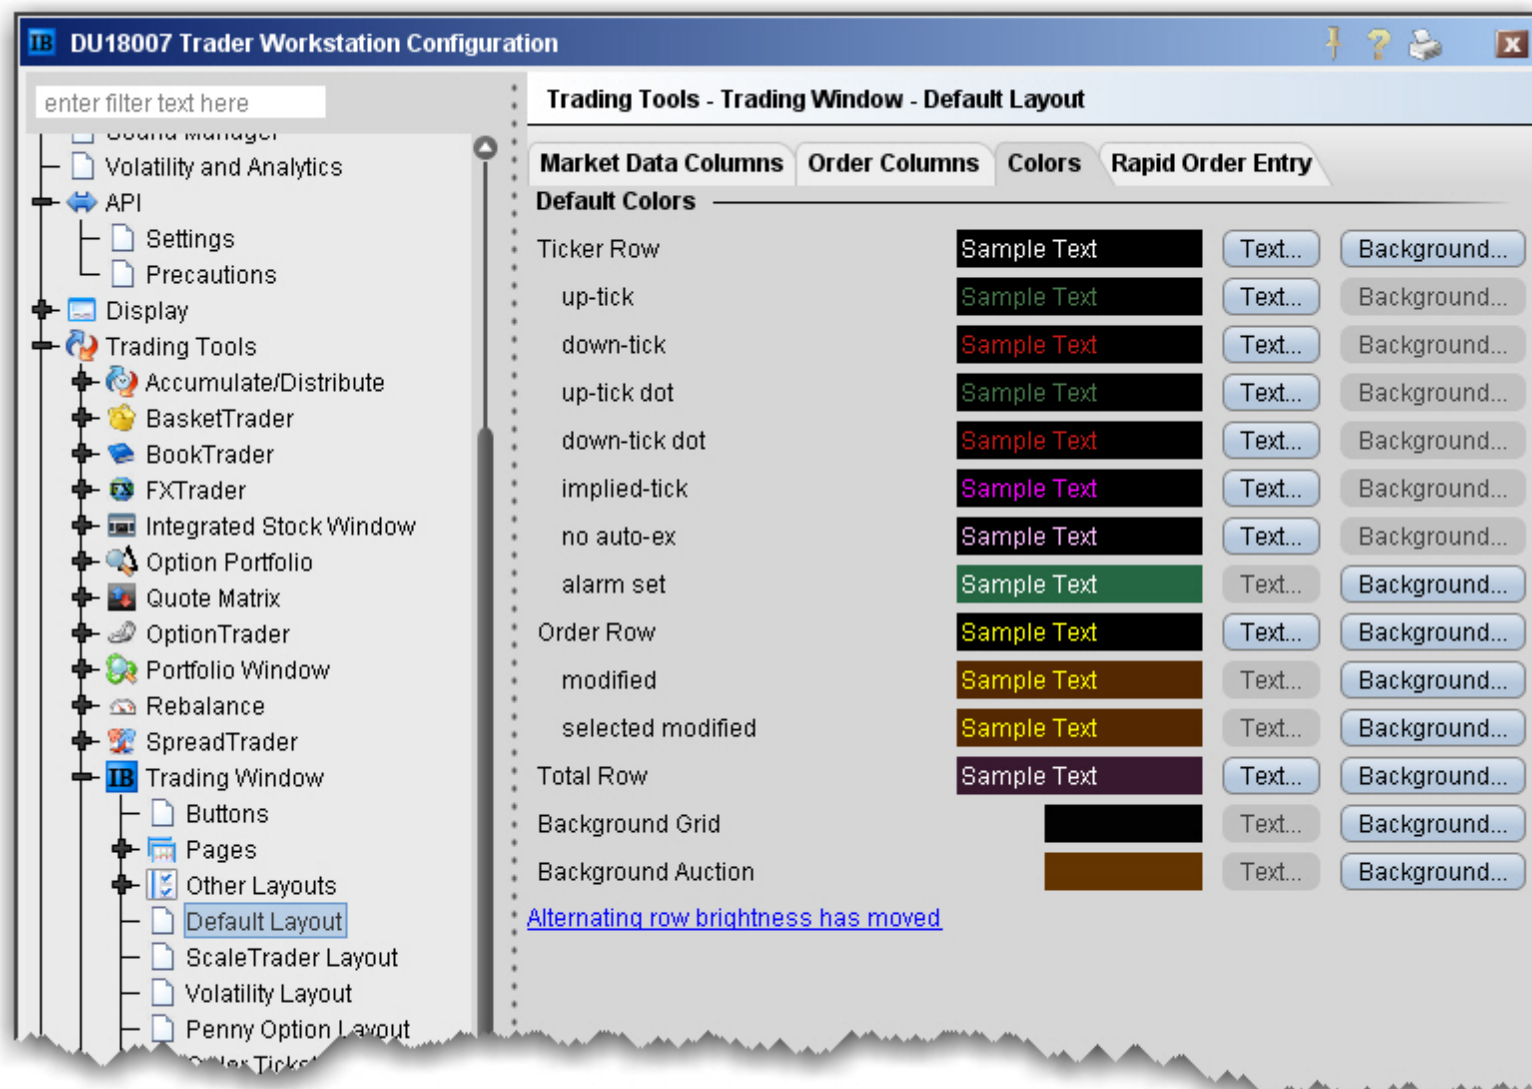 IB DU18007 Trader Workstation Configuration
enter filter text here
Sound Manager
Volatility and Analytics
API
Settings
Precautions
Display
Trading Tools
Accumulate/Distribute
BasketTrader
BookTrader
FX FXTrader
Integrated Stock Window
Option Portfolio
Quote Matrix
OptionTrader
Portfolio Window
Rebalance
SpreadTrader
IB Trading Window
Buttons
Pages
Other Layouts
Default Layout
ScaleTrader Layout
Volatility Layout
Penny Option Layout
Trading Tools - Trading Window - Default Layout
Market Data Columns Order Columns Colors Rapid Order Entry
Default Colors
Ticker Row Sample Text Text... Background...
up-tick Sample Text Text... Background...
down-tick Sample Text Text... Background...
up-tick dot Sample Text Text... Background...
down-tick dot Sample Text Text... Background...
implied-tick Sample Text Text... Background...
no auto-ex Sample Text Text... Background...
alarm set Sample Text Text... Background...
Order Row Sample Text Text... Background...
modified Sample Text Text... Background...
selected modified Sample Text Text... Background...
Total Row Sample Text Text... Background...
Background Grid Text... Background...
Background Auction Text... Background...
Alternating row brightness has moved